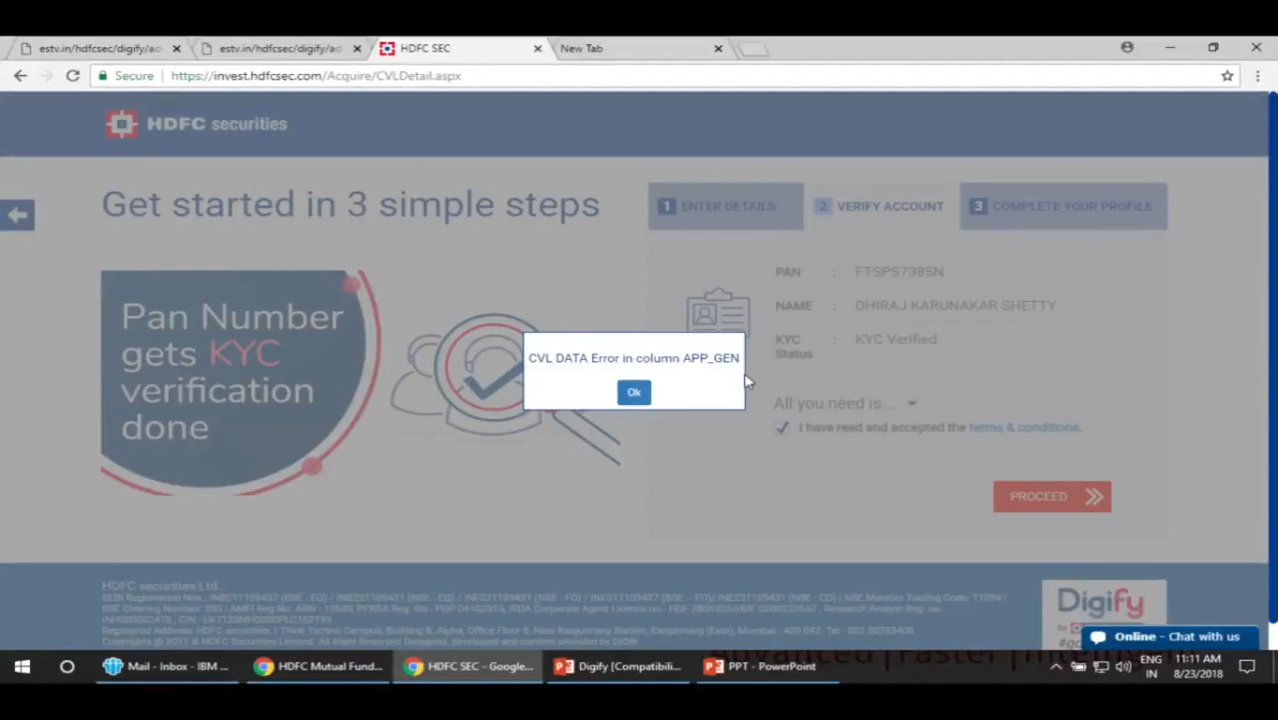 estv.in/hdfcsec/digify/ad
estv.in/hdfcsec/digify/ad
HDFC SEC
New Tab
Secure
https://invest.hdfcsec.com/Acquire/CVLDetail.aspx
HDFC securities
Get started in 3 simple steps
1 ENTER DETAILS
2 VERIFY ACCOUNT
3 COMPLETE YOUR PROFILE
Pan Number
gets KYC
verification
done
PAN : FTSPS7385N
NAME : DHIRAJ KARUNAKAR SHETTY
KYC Status : KYC Verified
CVL DATA Error in column APP_GEN
Ok
All you need is...
I have read and accepted the terms & conditions.
PROCEED
HDFC securities Ltd.
Digify
Online - Chat with us
Mail - Inbox - IBM ...
HDFC Mutual Fund...
HDFC SEC - Google...
Digify [Compatibili...
PPT - PowerPoint
ENG
IN
11:11 AM
8/23/2018